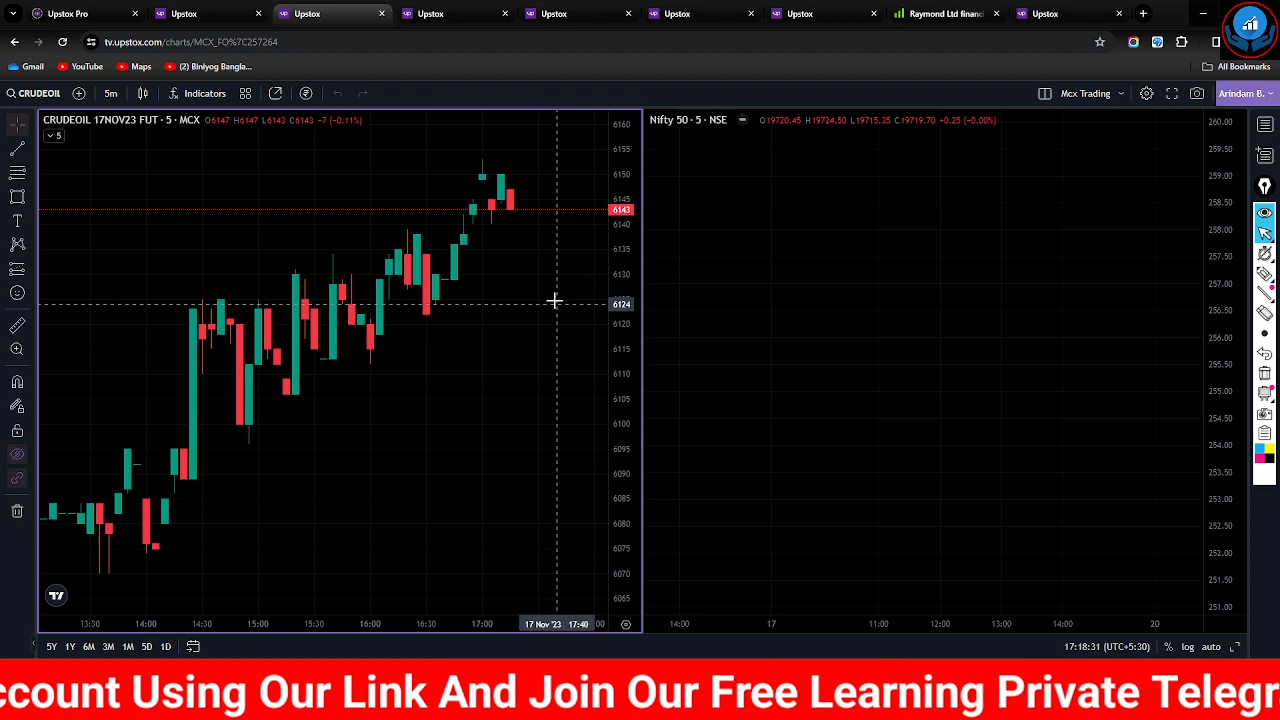 Upstox Pro
Upstox
Upstox
Upstox
Upstox
Upstox
Upstox
Raymond Ltd financi
Upstox
tv.upstox.com/charts/MCX_FO%7C257264
Gmail
YouTube
Maps
(2) Biniyog Bangla...
All Bookmarks
CRUDEOIL
5m
Indicators
Mcx Trading
Arindam B.
CRUDEOIL 17NOV23 FUT · 5 · MCX O6147 H6147 L6143 C6143 -7 (-0.11%)
5
6160
6155
6150
6145
6143
6140
6135
6130
6124
6120
6115
6110
6105
6100
6095
6090
6085
6080
6075
6070
6065
13:30 14:00 14:30 15:00 15:30 16:00 16:30 17:00 17 Nov '23 17:40 :00
Nifty 50 · 5 · NSE O19720.45 H19724.50 L19715.35 C19719.70 +0.25 (-0.00%)
260.00
259.50
259.00
258.50
258.00
257.50
257.00
256.50
256.00
255.50
255.00
254.50
254.00
253.50
253.00
252.50
252.00
251.50
251.00
14:00 17 11:00 12:00 13:00 14:00 20
5Y 1Y 6M 3M 1M 5D 1D
17:18:31 (UTC+5:30) % log auto
ccount Using Our Link And Join Our Free Learning Private Telegr